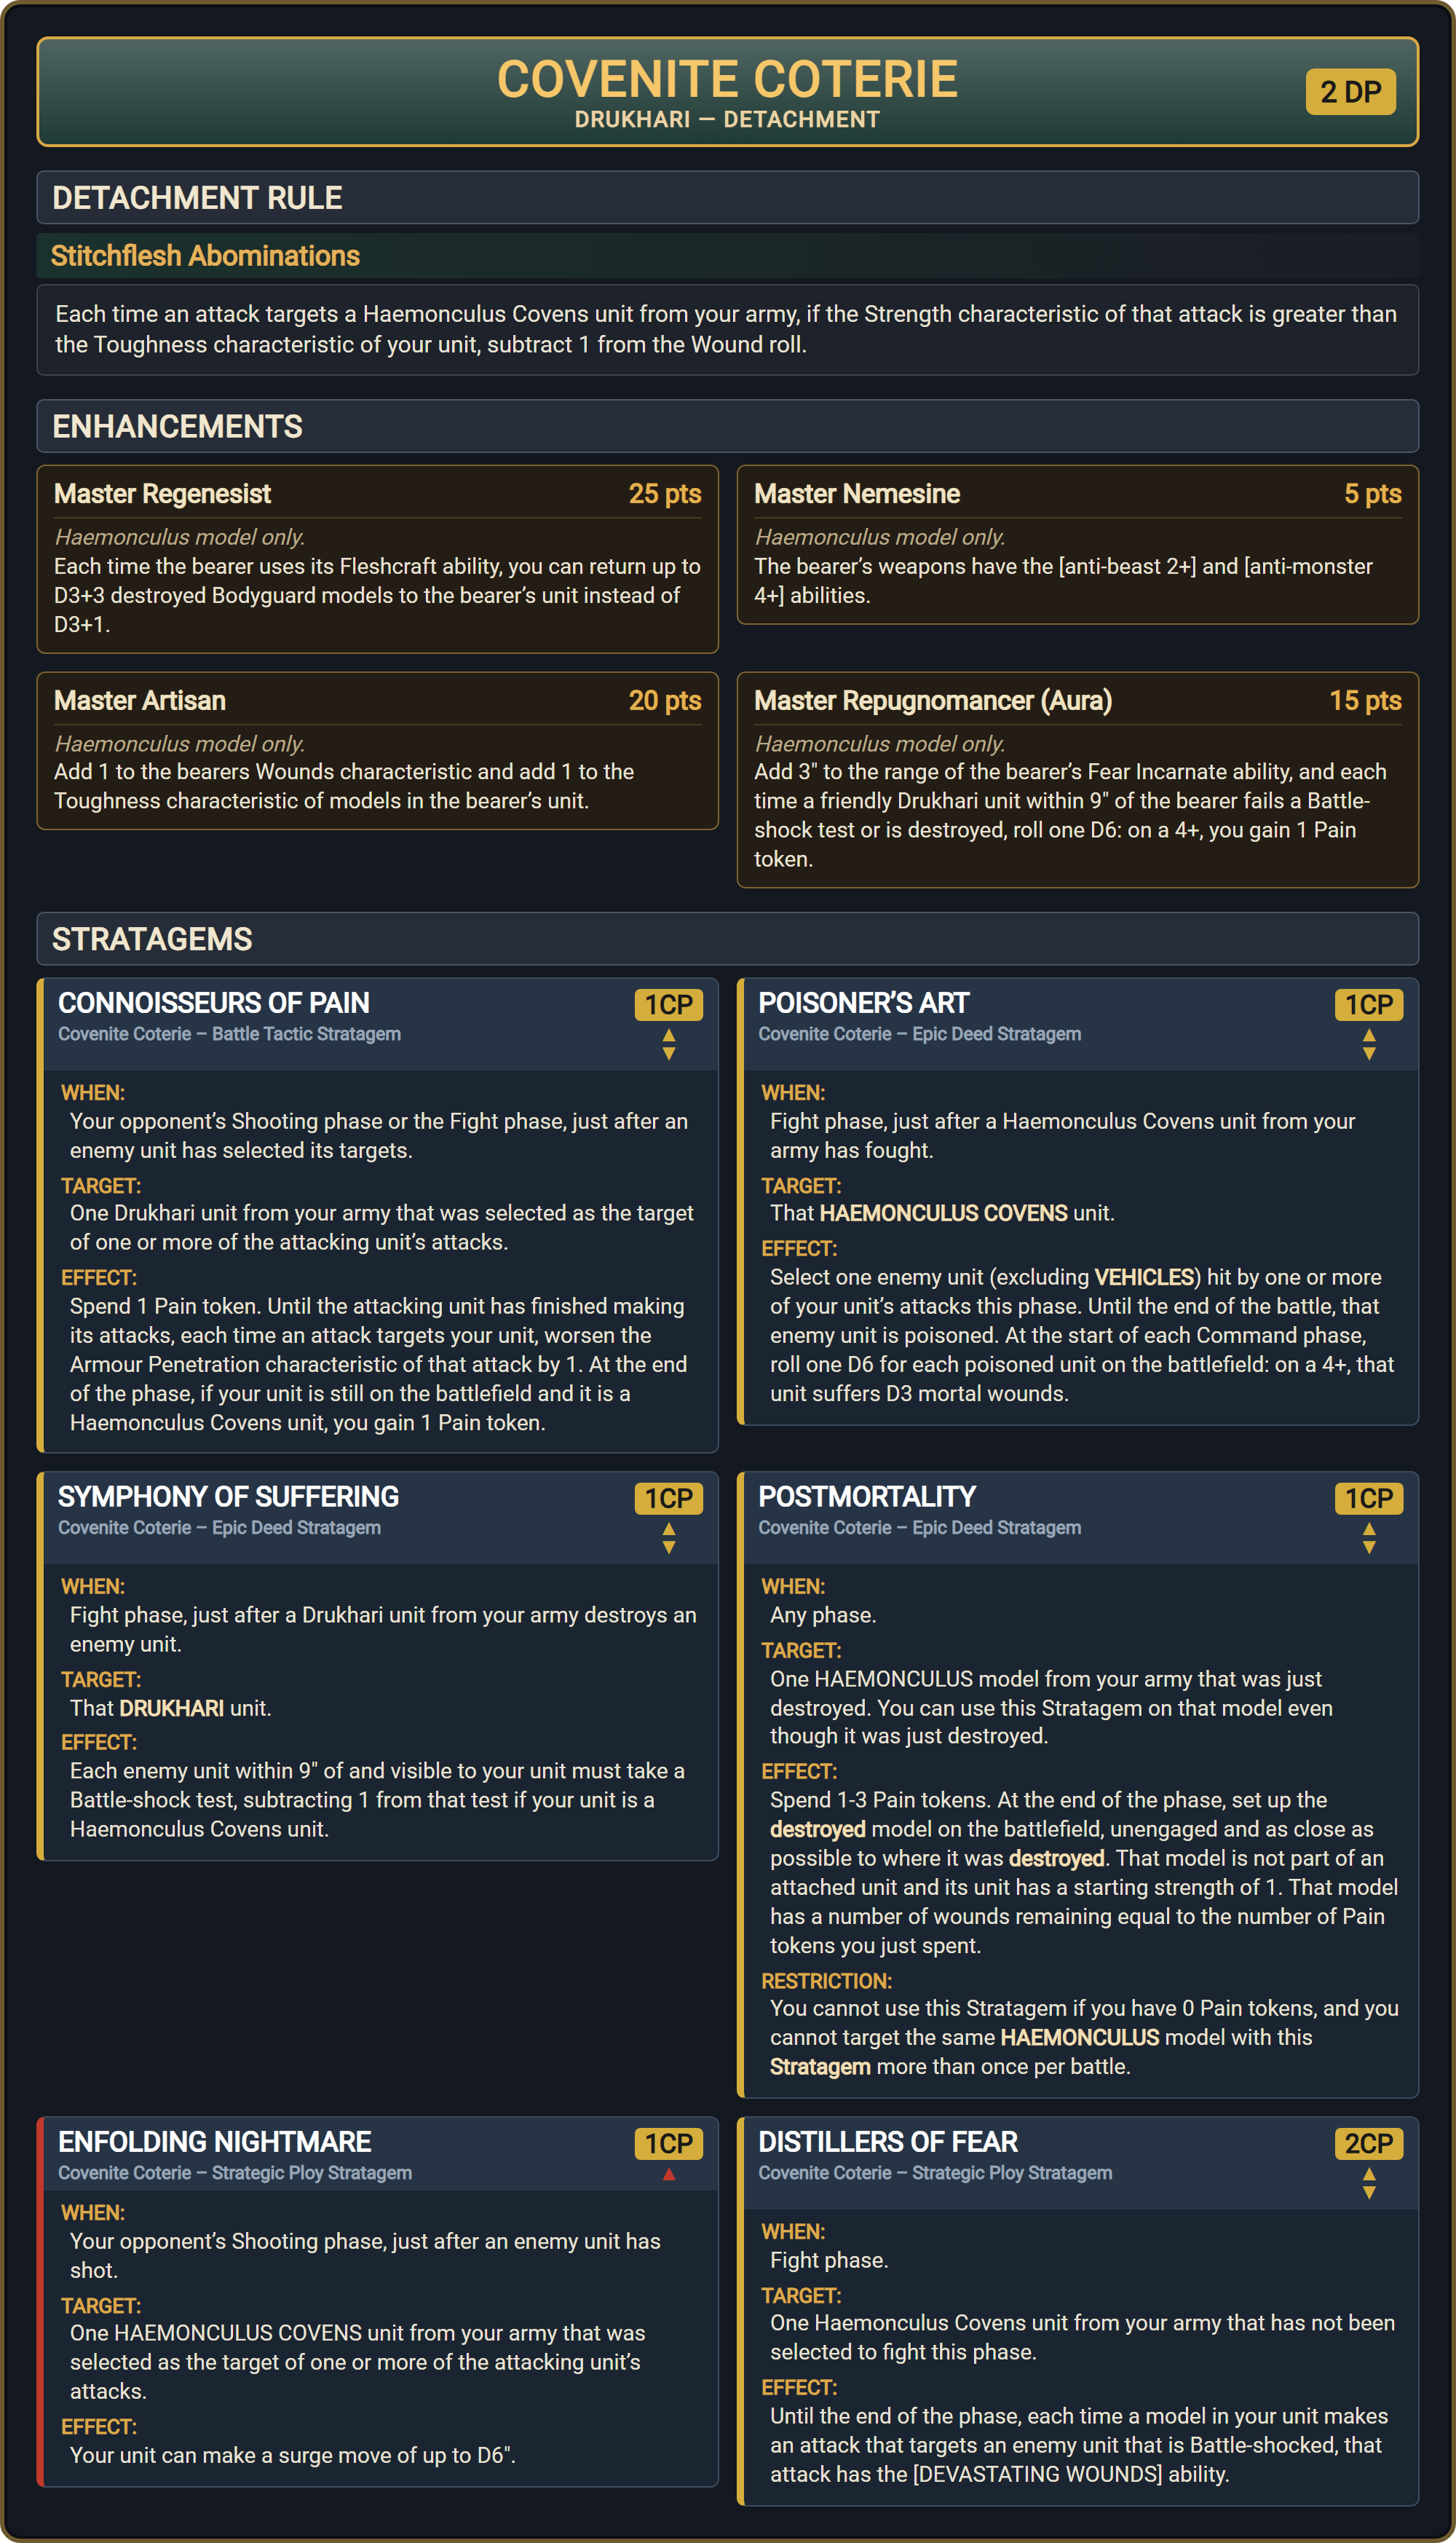 COVENITE COTERIE
DRUKHARI — DETACHMENT
2 DP
DETACHMENT RULE
Stitchflesh Abominations
Each time an attack targets a Haemonculus Covens unit from your army, if the Strength characteristic of that attack is greater than
the Toughness characteristic of your unit, subtract 1 from the Wound roll.
ENHANCEMENTS
Master Regenesist 25 pts
Haemonculus model only.
Each time the bearer uses its Fleshcraft ability, you can return up to
D3+3 destroyed Bodyguard models to the bearer’s unit instead of
D3+1.
Master Nemesine 5 pts
Haemonculus model only.
The bearer’s weapons have the [anti-beast 2+] and [anti-monster
4+] abilities.
Master Artisan 20 pts
Haemonculus model only.
Add 1 to the bearers Wounds characteristic and add 1 to the
Toughness characteristic of models in the bearer’s unit.
Master Repugnomancer (Aura) 15 pts
Haemonculus model only.
Add 3" to the range of the bearer’s Fear Incarnate ability, and each
time a friendly Drukhari unit within 9" of the bearer fails a Battle-
shock test or is destroyed, roll one D6: on a 4+, you gain 1 Pain
token.
STRATAGEMS
CONNOISSEURS OF PAIN 1CP
Covenite Coterie – Battle Tactic Stratagem
WHEN:
Your opponent’s Shooting phase or the Fight phase, just after an
enemy unit has selected its targets.
TARGET:
One Drukhari unit from your army that was selected as the target
of one or more of the attacking unit’s attacks.
EFFECT:
Spend 1 Pain token. Until the attacking unit has finished making
its attacks, each time an attack targets your unit, worsen the
Armour Penetration characteristic of that attack by 1. At the end
of the phase, if your unit is still on the battlefield and it is a
Haemonculus Covens unit, you gain 1 Pain token.
POISONER’S ART 1CP
Covenite Coterie – Epic Deed Stratagem
WHEN:
Fight phase, just after a Haemonculus Covens unit from your
army has fought.
TARGET:
That HAEMONCULUS COVENS unit.
EFFECT:
Select one enemy unit (excluding VEHICLES) hit by one or more
of your unit’s attacks this phase. Until the end of the battle, that
enemy unit is poisoned. At the start of each Command phase,
roll one D6 for each poisoned unit on the battlefield: on a 4+, that
unit suffers D3 mortal wounds.
SYMPHONY OF SUFFERING 1CP
Covenite Coterie – Epic Deed Stratagem
WHEN:
Fight phase, just after a Drukhari unit from your army destroys an
enemy unit.
TARGET:
That DRUKHARI unit.
EFFECT:
Each enemy unit within 9" of and visible to your unit must take a
Battle-shock test, subtracting 1 from that test if your unit is a
Haemonculus Covens unit.
POSTMORTALITY 1CP
Covenite Coterie – Epic Deed Stratagem
WHEN:
Any phase.
TARGET:
One HAEMONCULUS model from your army that was just
destroyed. You can use this Stratagem on that model even
though it was just destroyed.
EFFECT:
Spend 1-3 Pain tokens. At the end of the phase, set up the
destroyed model on the battlefield, unengaged and as close as
possible to where it was destroyed. That model is not part of an
attached unit and its unit has a starting strength of 1. That model
has a number of wounds remaining equal to the number of Pain
tokens you just spent.
RESTRICTION:
You cannot use this Stratagem if you have 0 Pain tokens, and you
cannot target the same HAEMONCULUS model with this
Stratagem more than once per battle.
ENFOLDING NIGHTMARE 1CP
Covenite Coterie – Strategic Ploy Stratagem
WHEN:
Your opponent’s Shooting phase, just after an enemy unit has
shot.
TARGET:
One HAEMONCULUS COVENS unit from your army that was
selected as the target of one or more of the attacking unit’s
attacks.
EFFECT:
Your unit can make a surge move of up to D6".
DISTILLERS OF FEAR 2CP
Covenite Coterie – Strategic Ploy Stratagem
WHEN:
Fight phase.
TARGET:
One Haemonculus Covens unit from your army that has not been
selected to fight this phase.
EFFECT:
Until the end of the phase, each time a model in your unit makes
an attack that targets an enemy unit that is Battle-shocked, that
attack has the [DEVASTATING WOUNDS] ability.